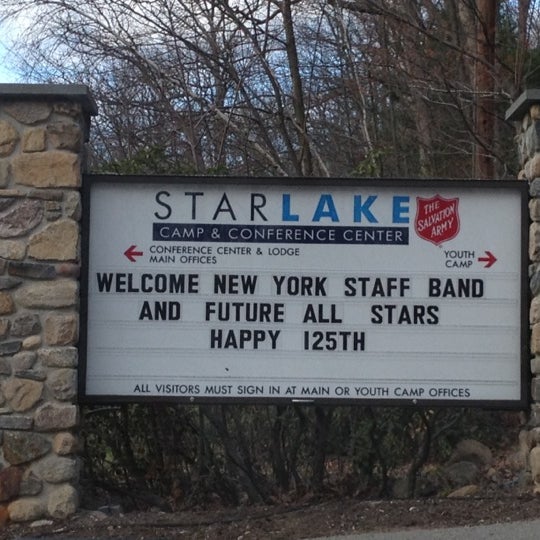 STARLAKE
CAMP & CONFERENCE CENTER
THE
SALVATION
ARMY
CONFERENCE CENTER & LODGE
MAIN OFFICES
YOUTH
CAMP
WELCOME NEW YORK STAFF BAND
AND FUTURE ALL STARS
HAPPY 125TH
ALL VISITORS MUST SIGN IN AT MAIN OR YOUTH CAMP OFFICES